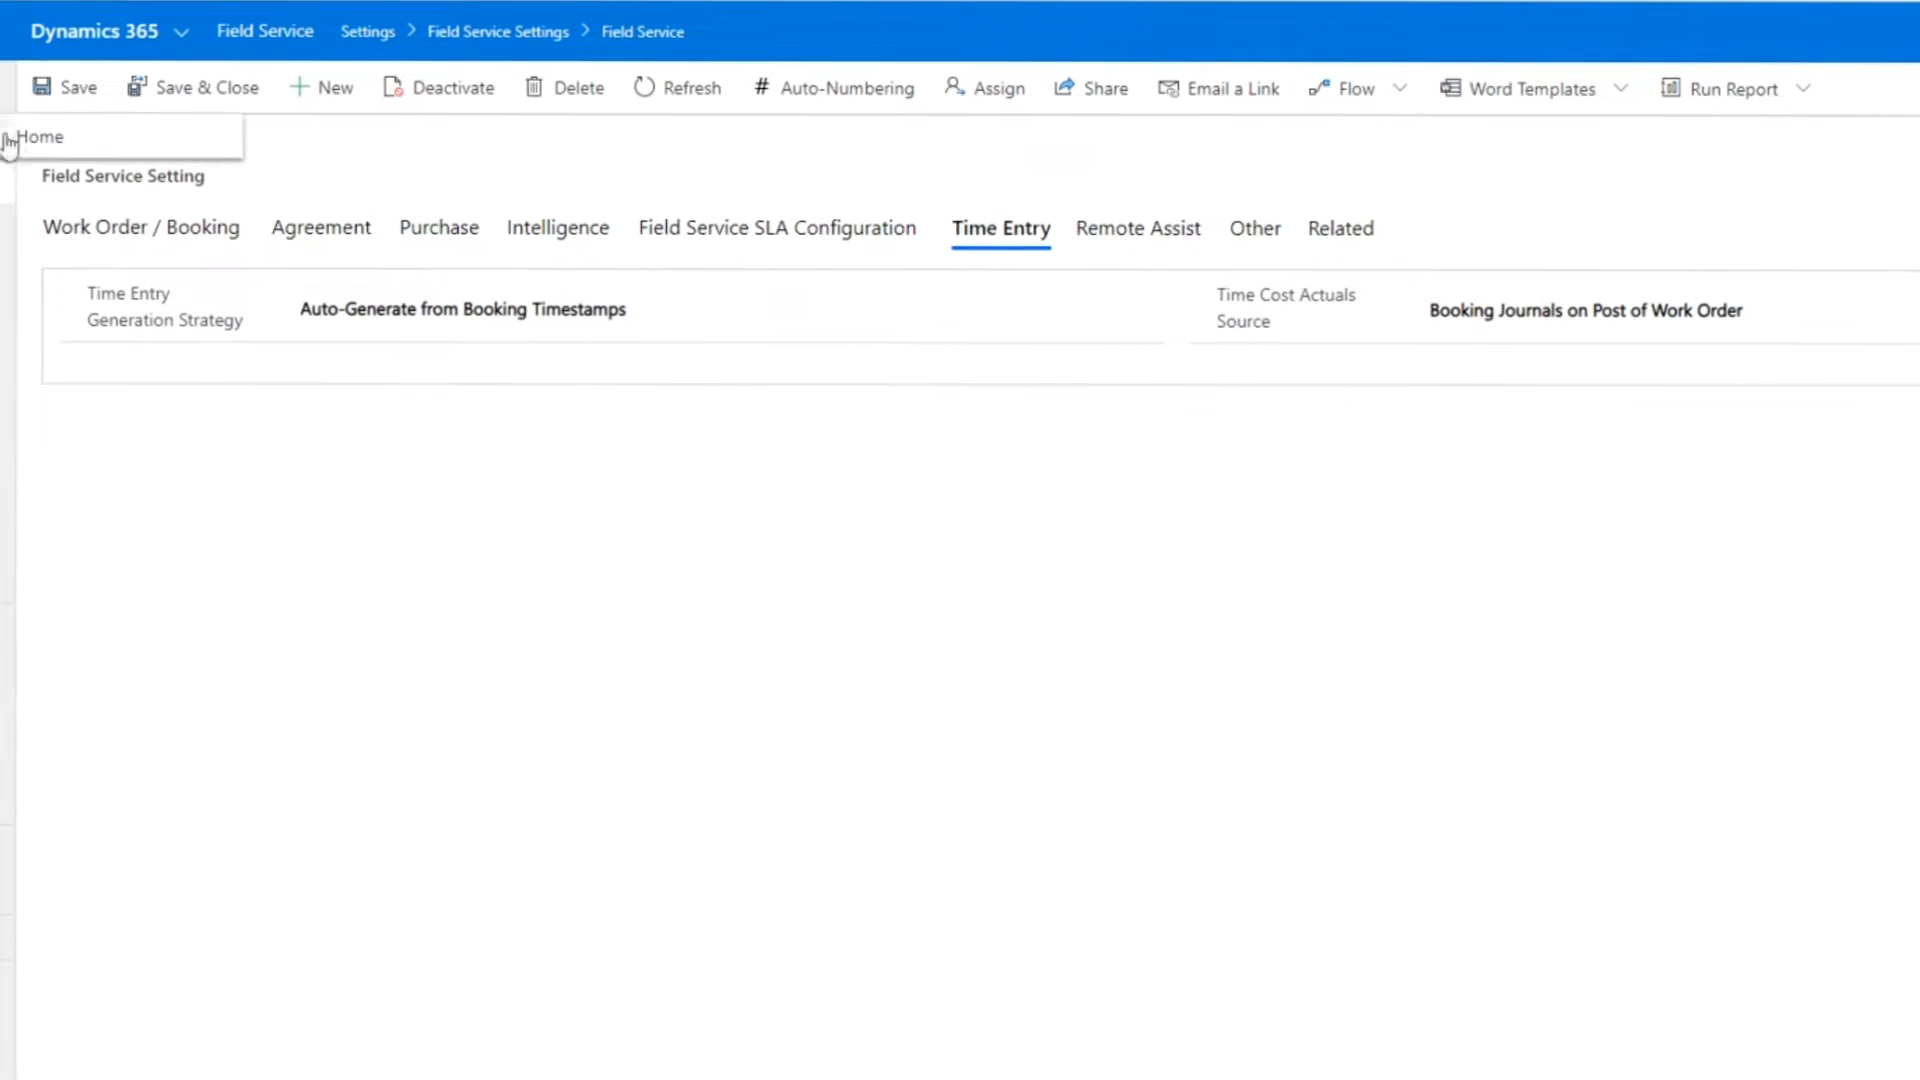 Dynamics 365 Field Service Settings Field Service Settings Field Service
Save Save & Close New Deactivate Delete Refresh # Auto-Numbering Assign Share Email a Link Flow Word Templates Run Report
Home
Field Service Setting
Work Order / Booking Agreement Purchase Intelligence Field Service SLA Configuration Time Entry Remote Assist Other Related
Time Entry
Generation Strategy
Auto-Generate from Booking Timestamps
Time Cost Actuals
Source
Booking Journals on Post of Work Order